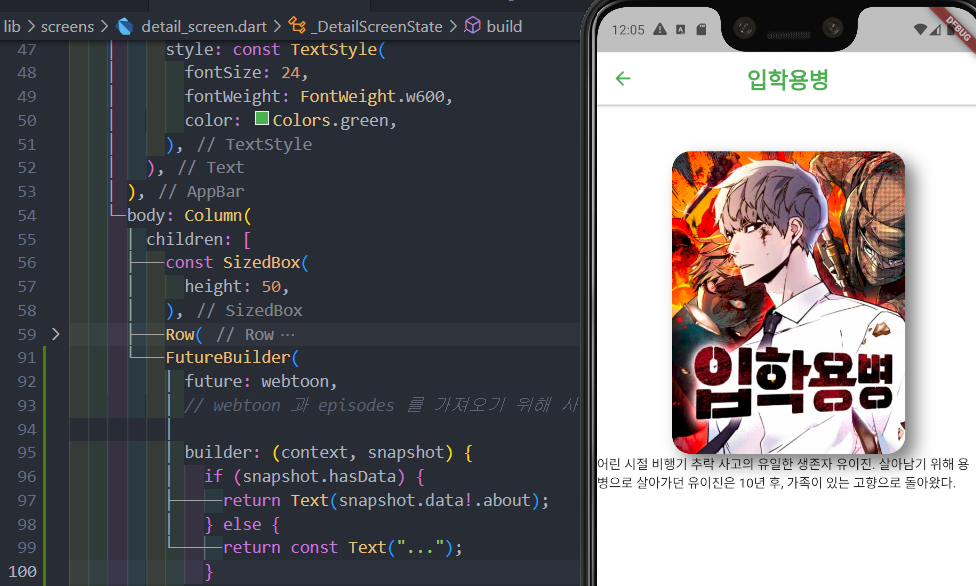 lib > screens > detail_screen.dart > _DetailScreenState > build
47 style: const TextStyle(
48 fontSize: 24,
49 fontWeight: FontWeight.w600,
50 color: Colors.green,
51 ), // TextStyle
52 ), // Text
53 ), // AppBar
54 body: Column(
55 children: [
56 const SizedBox(
57 height: 50,
58 ), // SizedBox
59 Row( // Row ⋯
91 FutureBuilder(
92 future: webtoon,
93 // webtoon 과 episodes 를 가져오기 위해 사
94
95 builder: (context, snapshot) {
96 if (snapshot.hasData) {
97 return Text(snapshot.data!.about);
98 } else {
99 return const Text("...");
100 }
12:05
DEBUG
입학용병
입학용병
어린 시절 비행기 추락 사고의 유일한 생존자 유이진. 살아남기 위해 용
병으로 살아가던 유이진은 10년 후, 가족이 있는 고향으로 돌아왔다.